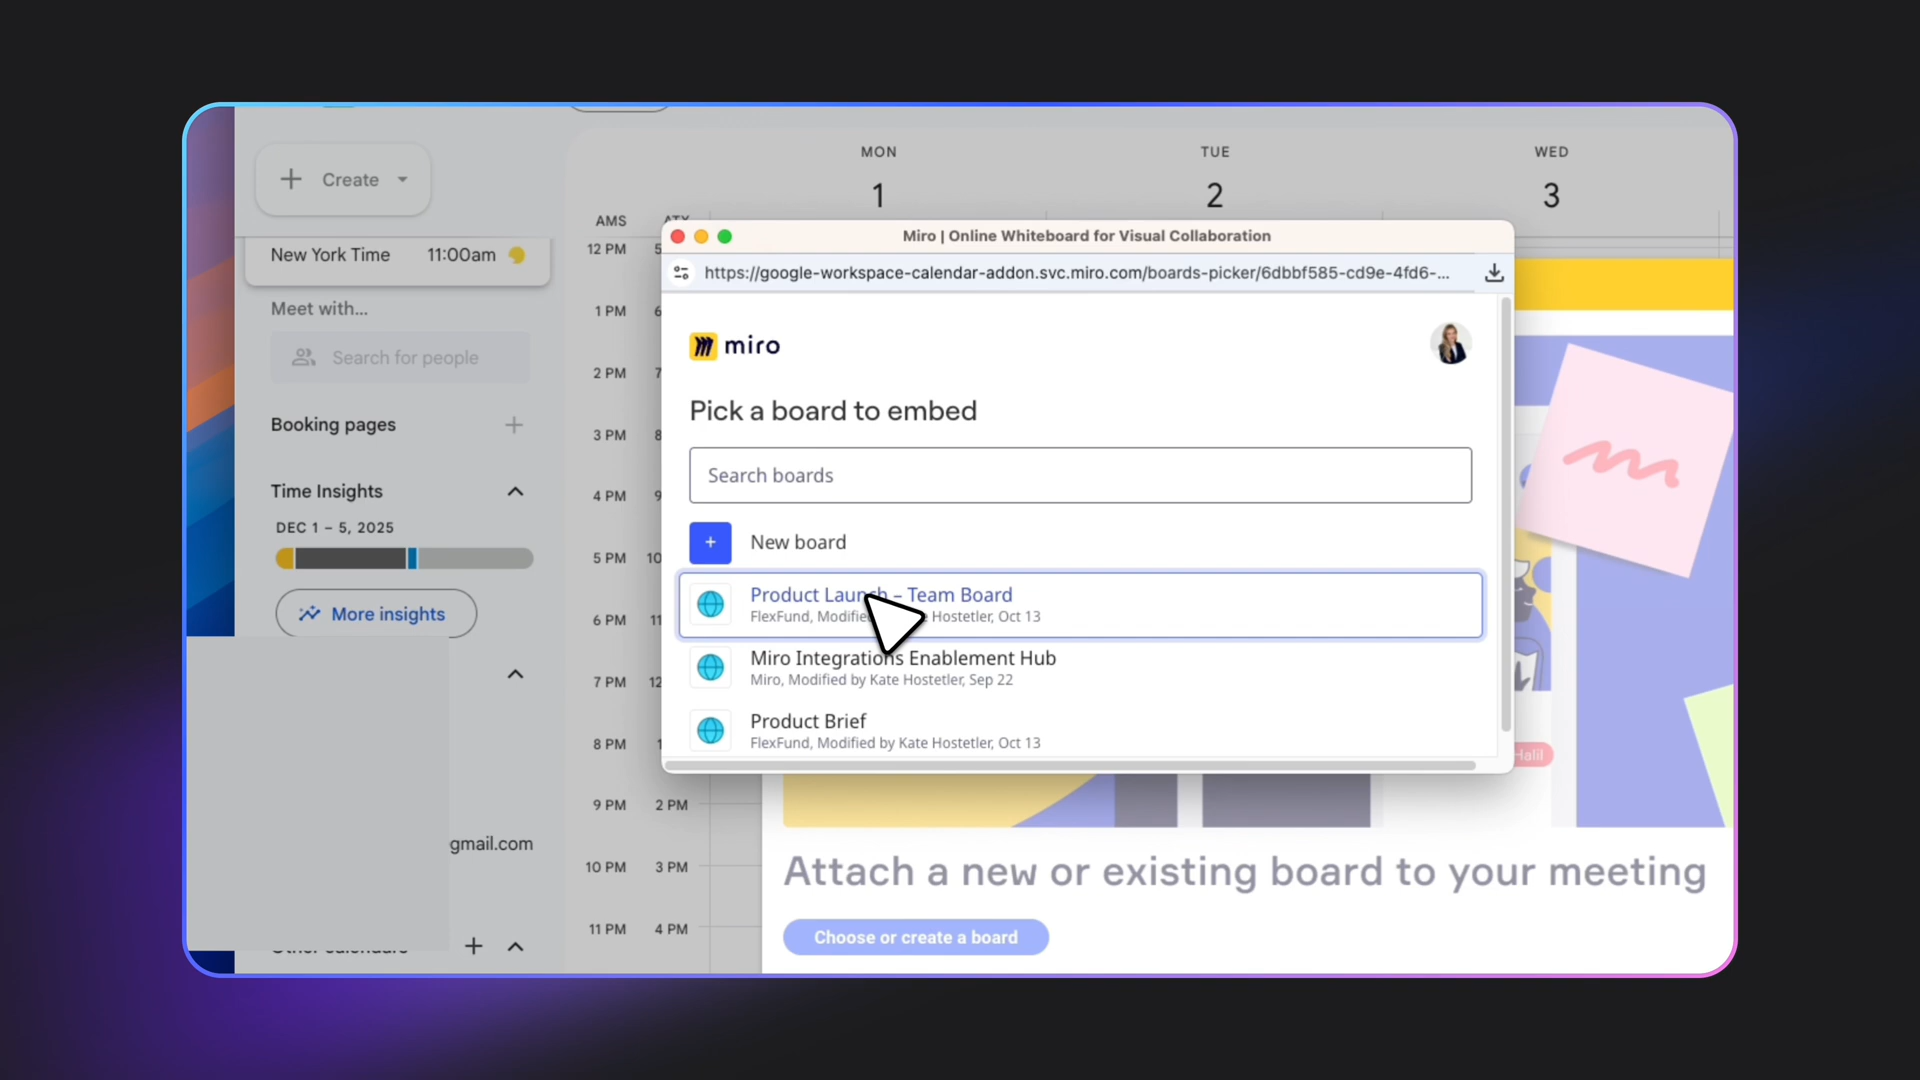 Create
MON
TUE
WED
1
2
3
AMS
New York Time
11:00am
Meet with...
Search for people
Booking pages
Time Insights
DEC 1 – 5, 2025
More insights
gmail.com
12 PM
1 PM
2 PM
3 PM
4 PM
5 PM
10
6 PM
11
7 PM
12
8 PM
9 PM
2 PM
10 PM
3 PM
11 PM
4 PM
Miro | Online Whiteboard for Visual Collaboration
https://google-workspace-calendar-addon.svc.miro.com/boards-picker/6dbbf585-cd9e-4fd6-...
miro
Pick a board to embed
Search boards
New board
Product Launch – Team Board
FlexFund, Modified Hostetler, Oct 13
Miro Integrations Enablement Hub
Miro, Modified by Kate Hostetler, Sep 22
Product Brief
FlexFund, Modified by Kate Hostetler, Oct 13
Halil
Attach a new or existing board to your meeting
Choose or create a board